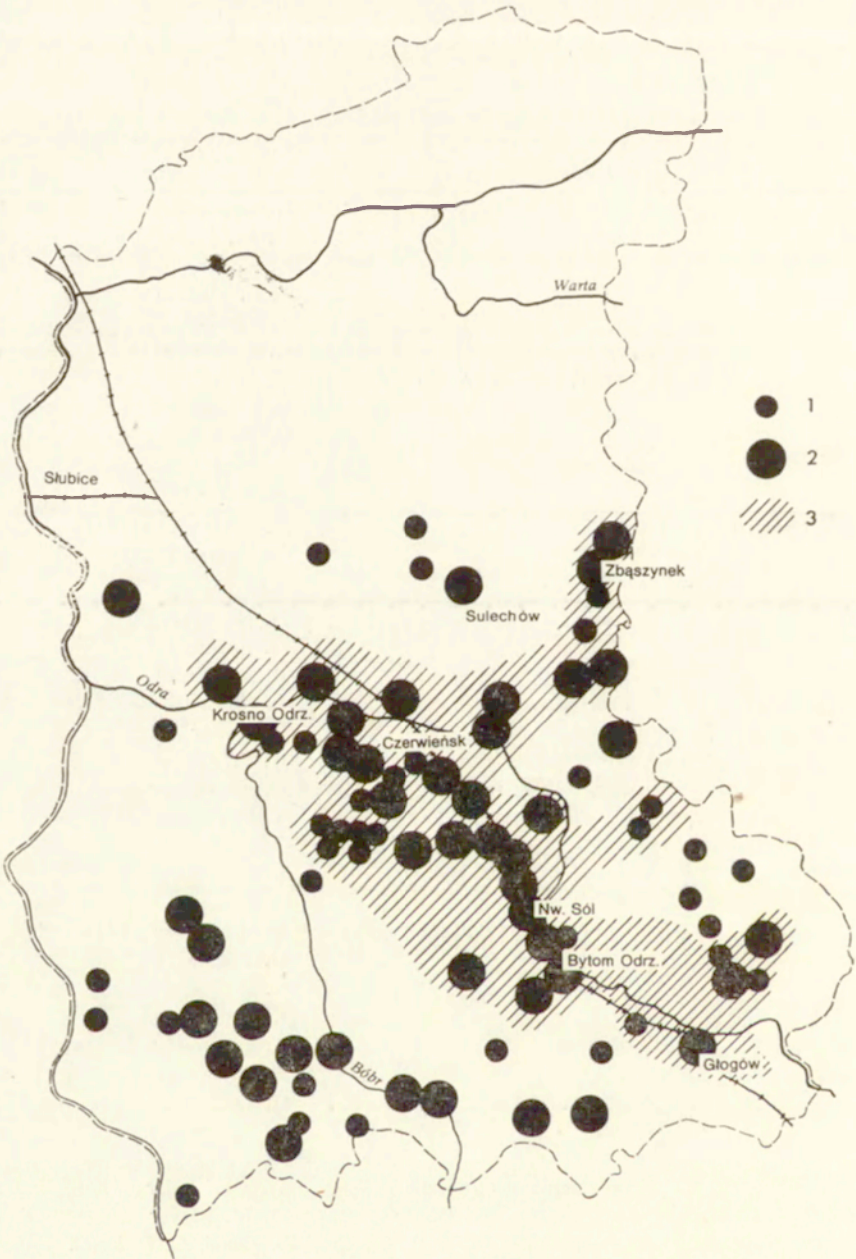 Warta
1
2
3
Słubice
Zbąszynek
Sulechów
Odra
Krosno Odrz.
Czerwieńsk
Nw. Sól
Bytom Odrz.
Głogów
Bóbr